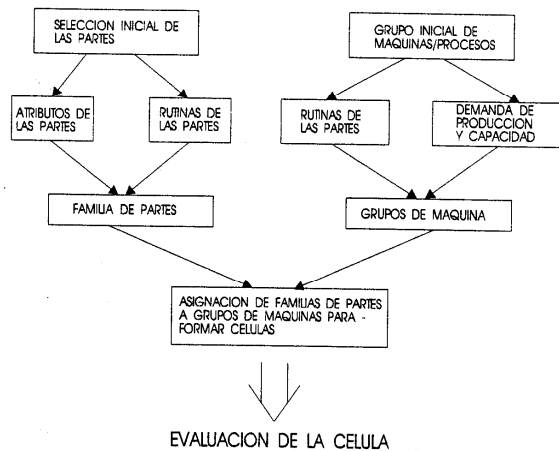 SELECCION INICIAL DE
LAS PARTES
GRUPO INICIAL DE
MAQUINAS/PROCESOS
ATRIBUTOS DE
LAS PARTES
RUTINAS DE
LAS PARTES
RUTINAS DE
LAS PARTES
DEMANDA DE
PRODUCCION
Y CAPACIDAD
FAMILIA DE PARTES
GRUPOS DE MAQUINA
ASIGNACION DE FAMILIAS DE PARTES
A GRUPOS DE MAQUINAS PARA -
FORMAR CELULAS
EVALUACION DE LA CELULA